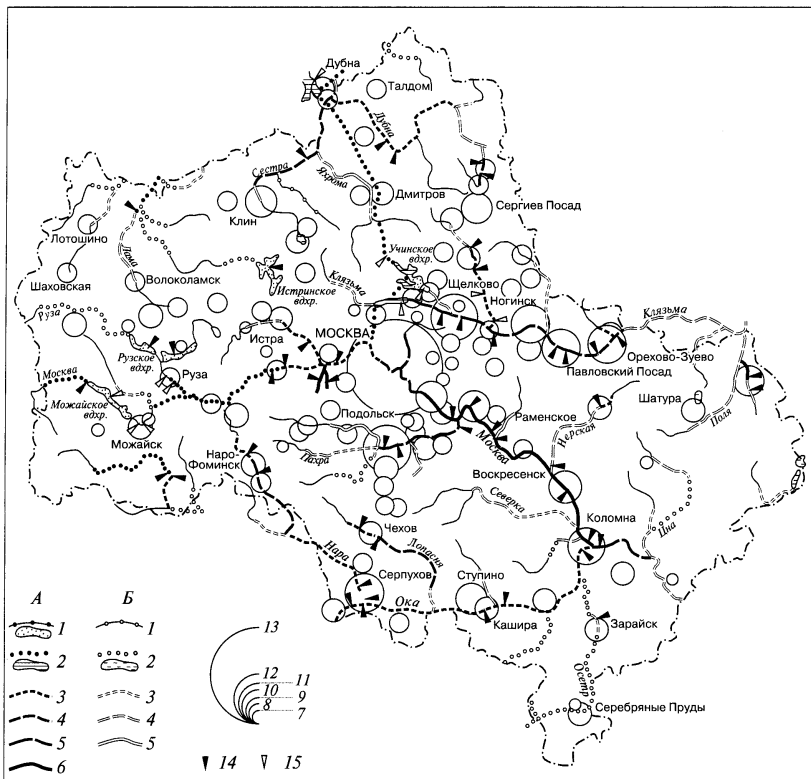 Дубна
Талдом
Дубна
Сестра
Яхрома
Дмитров
Сергиев Посад
Клин
Лотошино
Лама
Учинское
вдхр.
Шаховская
Волоколамск
Клязьма
Щелково
Истринское
вдхр.
Ногинск
Клязьма
Руза
Истра
МОСКВА
Орехово-Зуево
Павловский Посад
Рузское
вдхр.
Руза
Москва
Можайское
вдхр.
Шатура
Поля
Подольск
Раменское
Нерская
Можайск
Москва
Наро-
Фоминск
Пахра
Воскресенск
Северка
Коломна
Цна
Чехов
Лопасня
Нара
Серпухов
Ступино
Ока
Кашира
Зарайск
Осетр
Серебряные Пруды
А Б
1 1
2 2
3 3
4 4
5 5
6
13
12 11
10 9
8 7
14 15